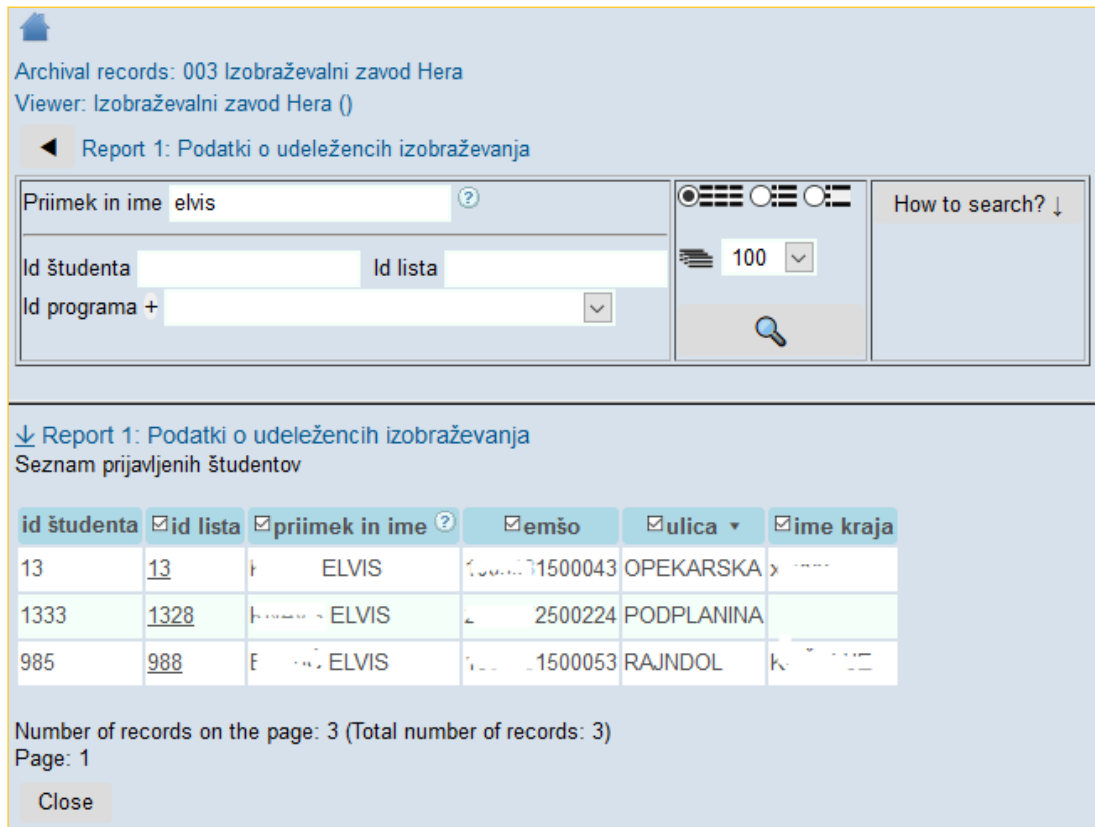 Archival records: 003 Izobraževalni zavod Hera
Viewer: Izobraževalni zavod Hera ()
◄ Report 1: Podatki o udeležencih izobraževanja
Priimek in ime elvis ?
How to search? ↓
100
Id študenta Id lista
Id programa +
↓ Report 1: Podatki o udeležencih izobraževanja
Seznam prijavljenih študentov
id študenta id lista priimek in ime ? emšo ulica ▼ ime kraja
13 13 ELVIS 1500043 OPEKARSKA
1333 1328 ELVIS 2500224 PODPLANINA
985 988 ELVIS 1500053 RAJNDOL
Number of records on the page: 3 (Total number of records: 3)
Page: 1
Close